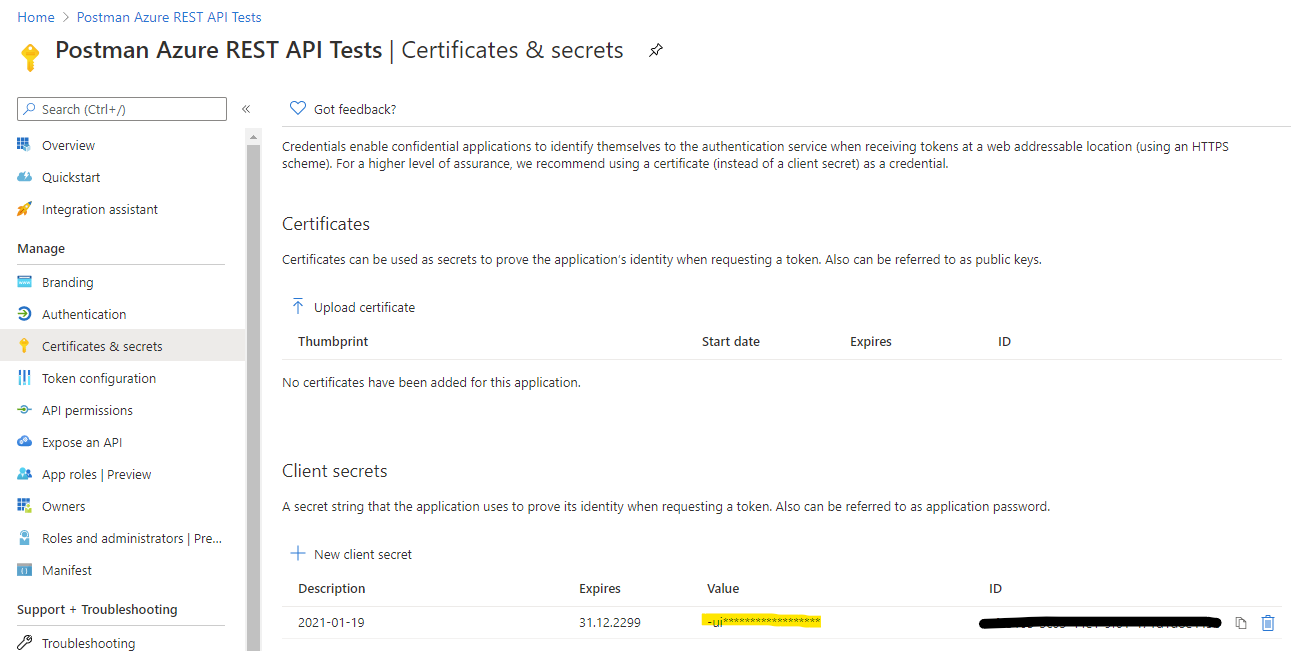 Home > Postman Azure REST API Tests
Postman Azure REST API Tests | Certificates & secrets
Search (Ctrl+/)
«
Overview
Quickstart
Integration assistant
Manage
Branding
Authentication
Certificates & secrets
Token configuration
API permissions
Expose an API
App roles | Preview
Owners
Roles and administrators | Pre...
Manifest
Support + Troubleshooting
Troubleshooting
Got feedback?
Credentials enable confidential applications to identify themselves to the authentication service when receiving tokens at a web addressable location (using an HTTPS
scheme). For a higher level of assurance, we recommend using a certificate (instead of a client secret) as a credential.
Certificates
Certificates can be used as secrets to prove the application's identity when requesting a token. Also can be referred to as public keys.
Upload certificate
Thumbprint Start date Expires ID
No certificates have been added for this application.
Client secrets
A secret string that the application uses to prove its identity when requesting a token. Also can be referred to as application password.
New client secret
Description Expires Value ID
2021-01-19 31.12.2299 -ui******************